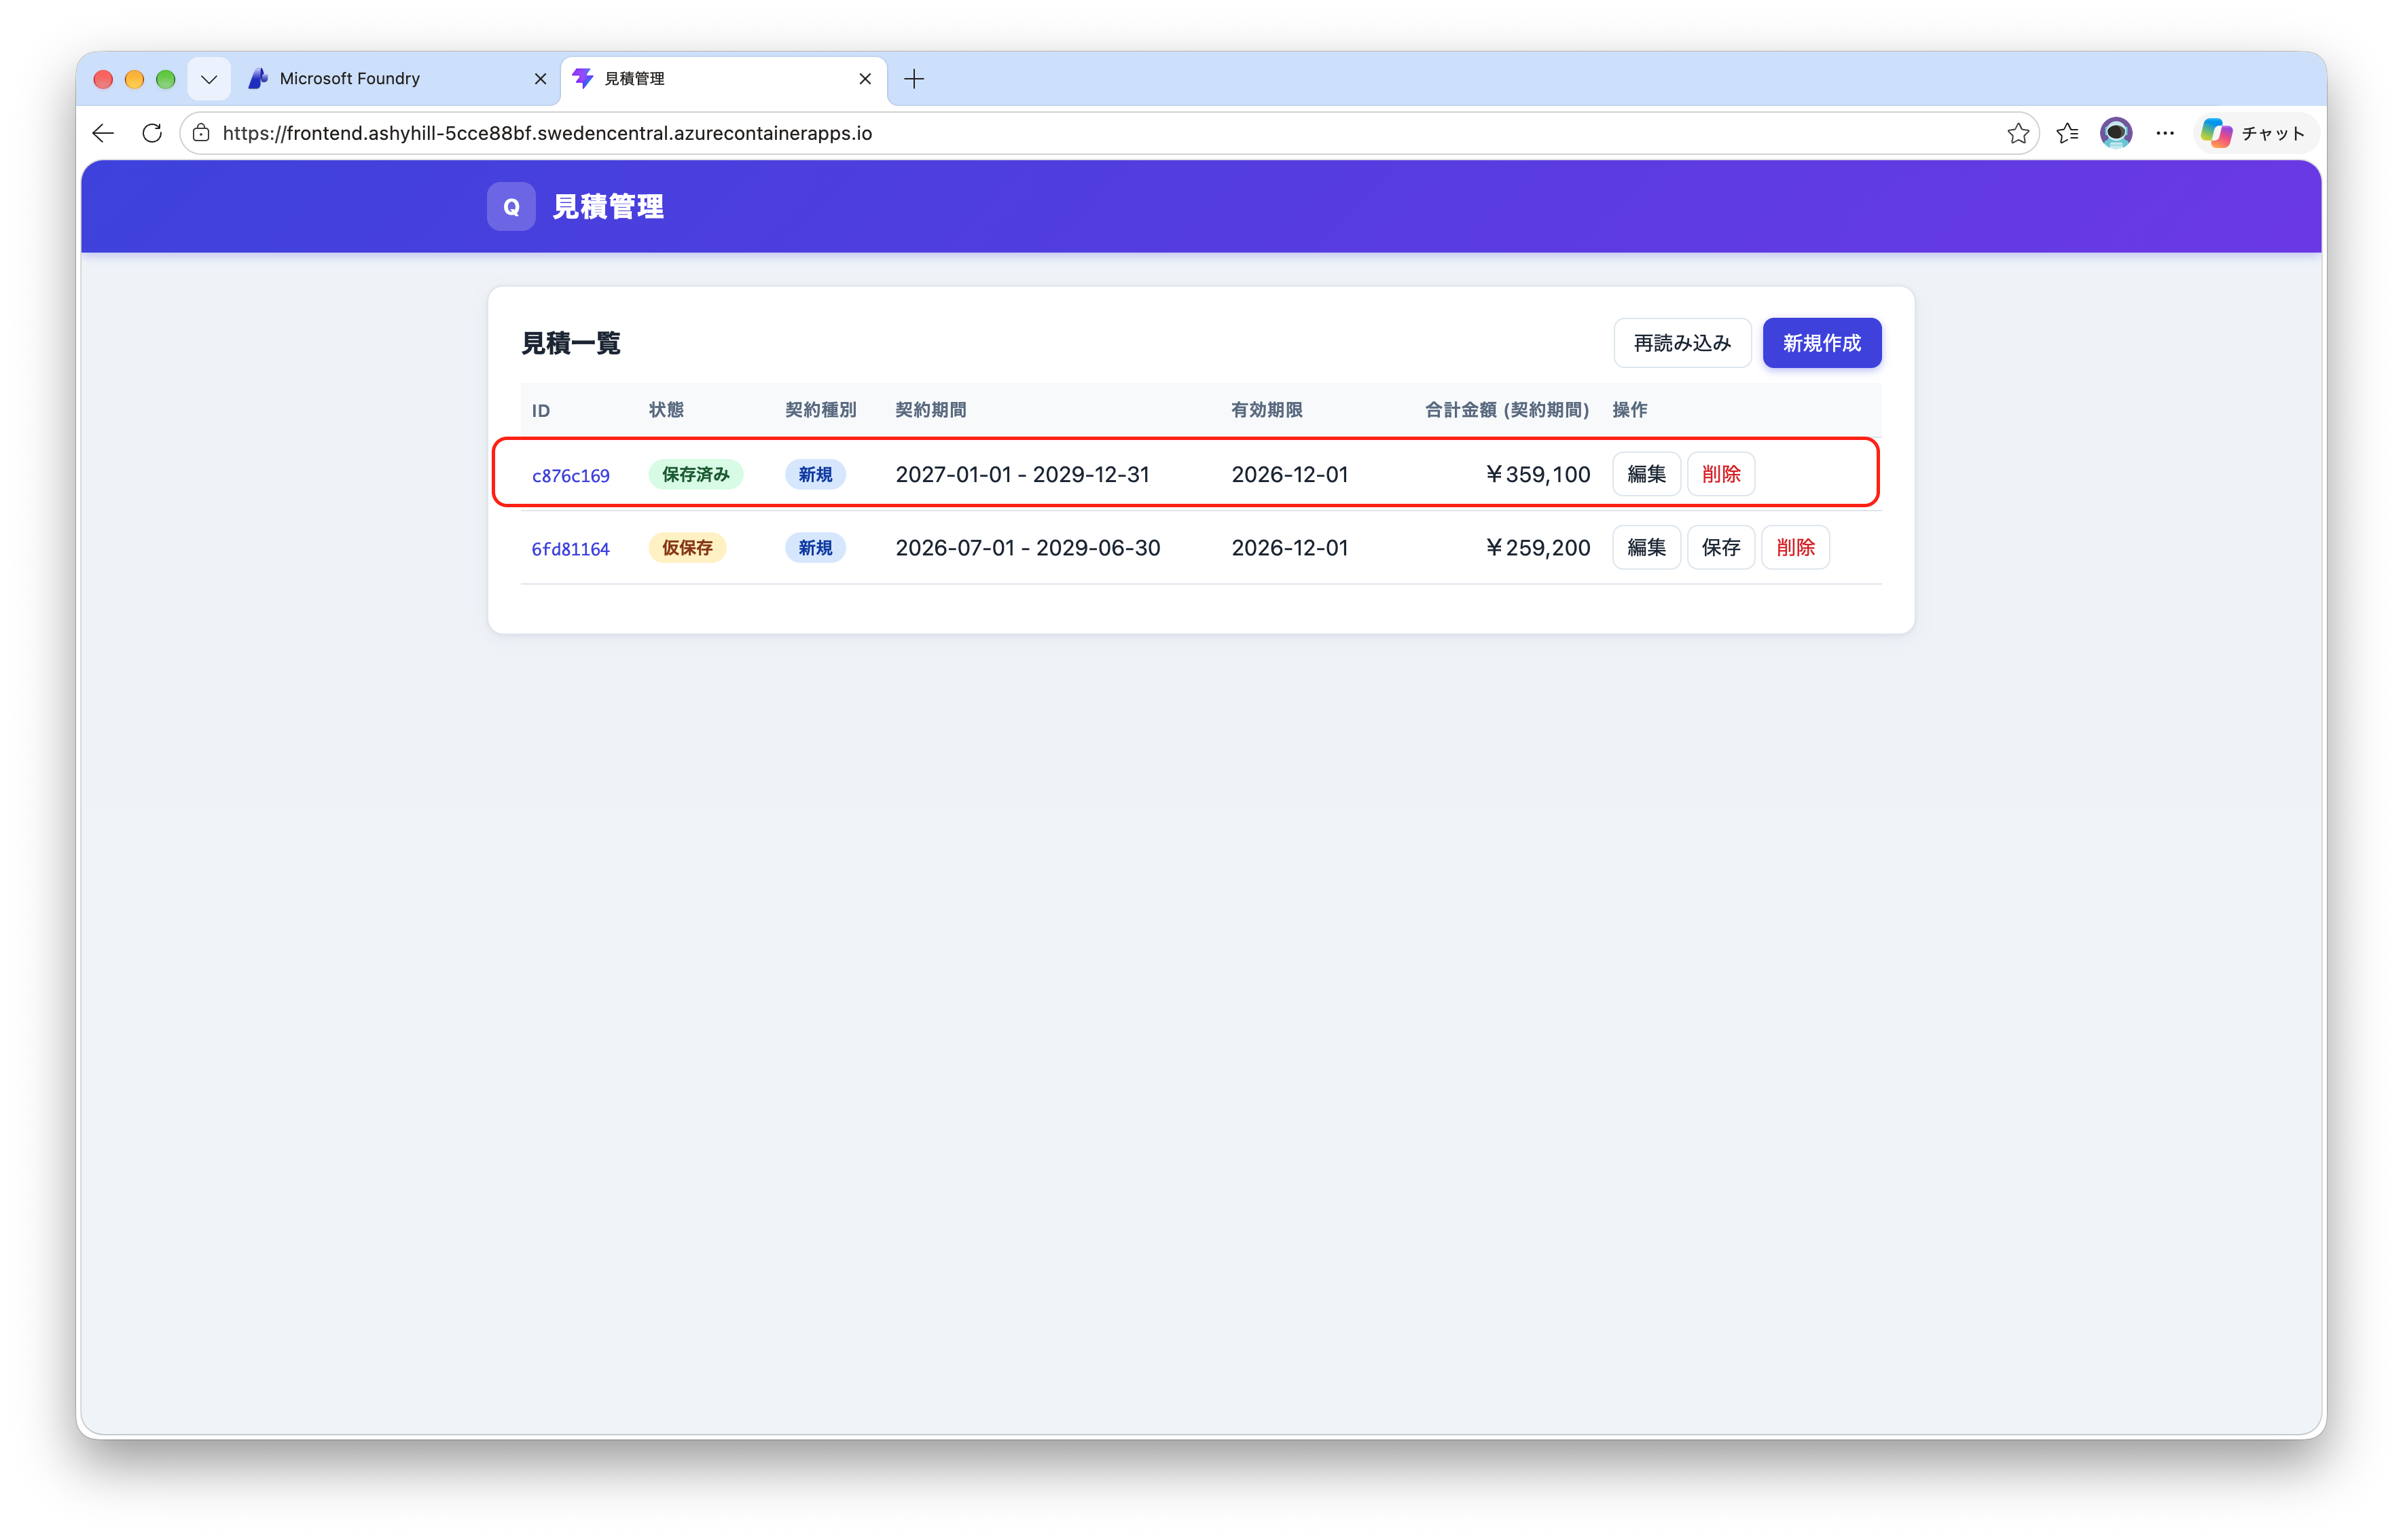 Microsoft Foundry
見積管理
https://frontend.ashyhill-5cce88bf.swedencentral.azurecontainerapps.io
チャット
Q 見積管理
見積一覧
再読み込み 新規作成
ID 状態 契約種別 契約期間 有効期限 合計金額 (契約期間) 操作
c876c169 保存済み 新規 2027-01-01 - 2029-12-31 2026-12-01 ¥359,100 編集 削除
6fd81164 仮保存 新規 2026-07-01 - 2029-06-30 2026-12-01 ¥259,200 編集 保存 削除